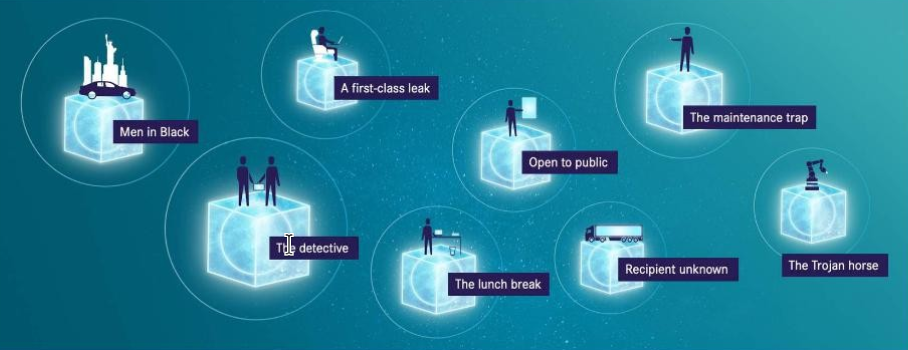 Men in Black
A first-class leak
Open to public
The maintenance trap
The detective
The lunch break
Recipient unknown
The Trojan horse